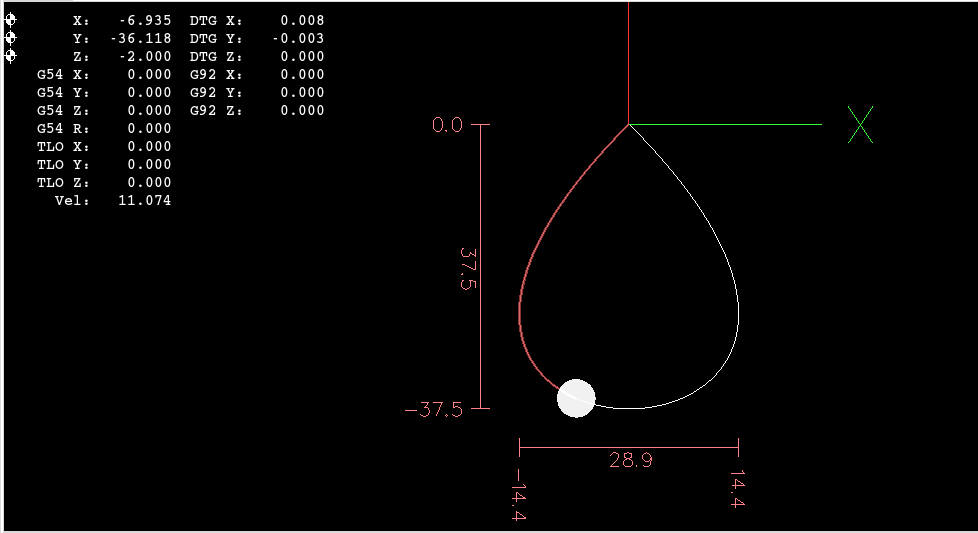 X: -6.935 DTG X: 0.008
Y: -36.118 DTG Y: -0.003
Z: -2.000 DTG Z: 0.000
G54 X: 0.000 G92 X: 0.000
G54 Y: 0.000 G92 Y: 0.000
G54 Z: 0.000 G92 Z: 0.000
G54 R: 0.000
TLO X: 0.000
TLO Y: 0.000
TLO Z: 0.000
Vel: 11.074
0.0
X
37.5
-37.5
28.9
-14.4
14.4